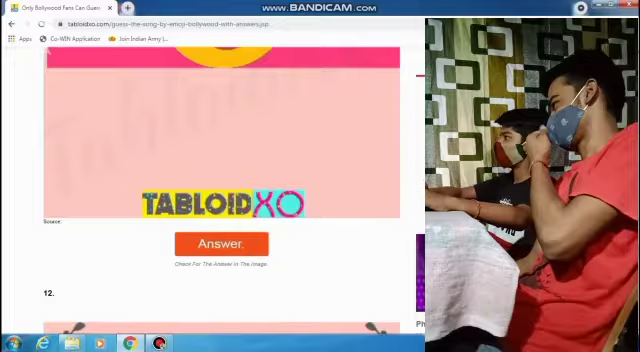 WWW.BANDICAM.COM
Only Bollywood Fans Can Guess
tabloidxo.com/guess-the-song-by-emoji-bollywood-with-answers.jsp
Apps
Co-WIN Application
Join Indian Army |
TABLOIDXO
Source:
Answer.
Check For The Answer In The Image.
12.